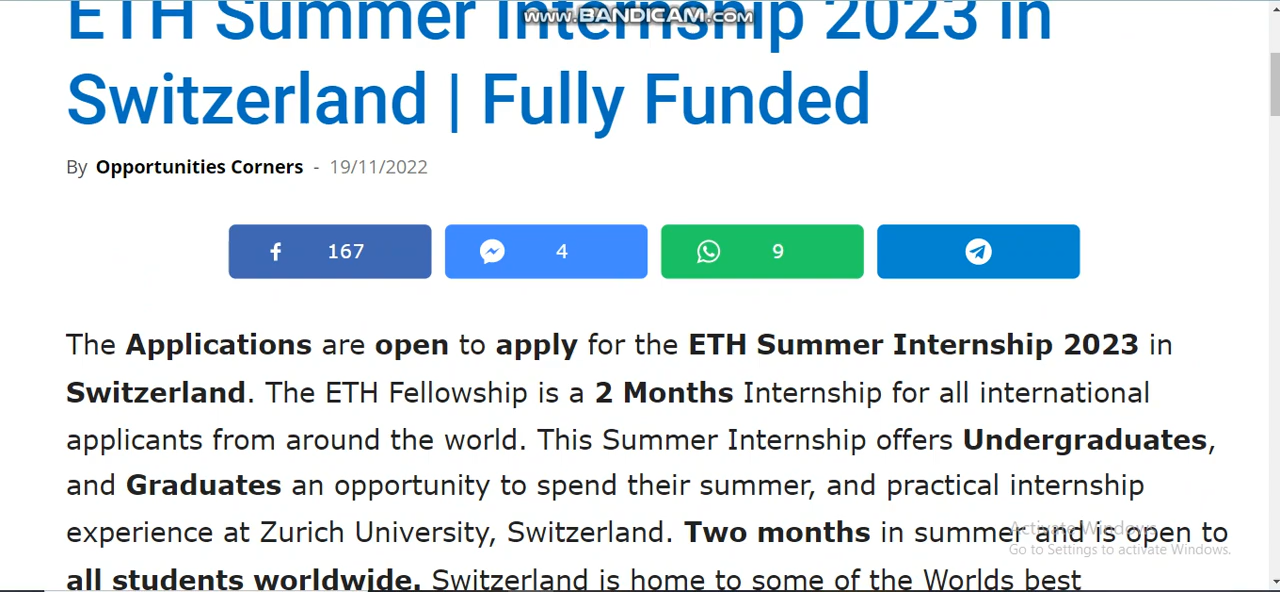 www.BANDICAM.com
ETH Summer Internship 2023 in
Switzerland | Fully Funded
By Opportunities Corners - 19/11/2022
167
4
9
The Applications are open to apply for the ETH Summer Internship 2023 in
Switzerland. The ETH Fellowship is a 2 Months Internship for all international
applicants from around the world. This Summer Internship offers Undergraduates,
and Graduates an opportunity to spend their summer, and practical internship
experience at Zurich University, Switzerland. Two months in summer and is open to
all students worldwide. Switzerland is home to some of the Worlds best
Activate Windows
Go to Settings to activate Windows.